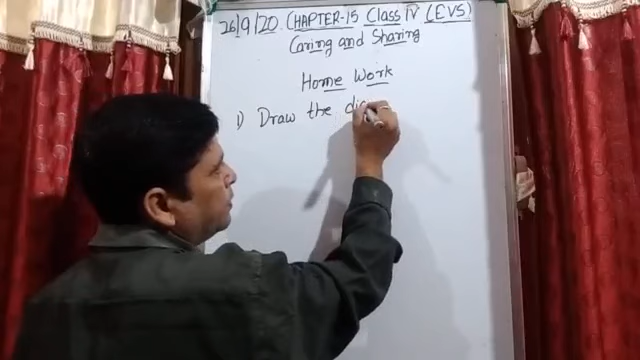 26/9/20. CHAPTER-15 Class IV (EVS)
Caring and Sharing
Home Work
1) Draw the